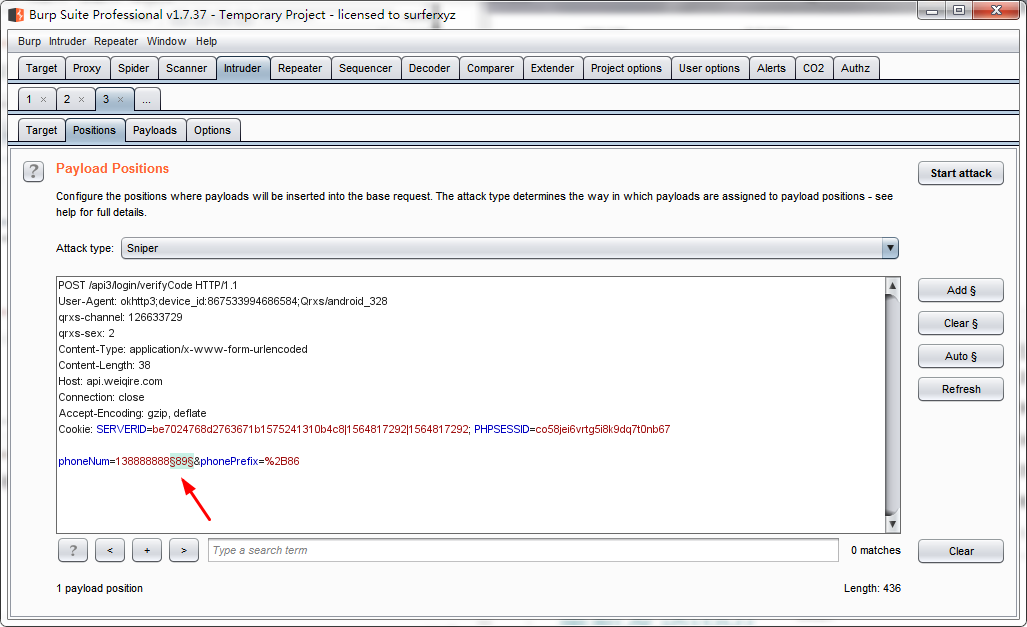 Burp Suite Professional v1.7.37 - Temporary Project - licensed to surferxyz
Burp Intruder Repeater Window Help
Target Proxy Spider Scanner Intruder Repeater Sequencer Decoder Comparer Extender Project options User options Alerts CO2 Authz
1 × 2 × 3 × ...
Target Positions Payloads Options
? Payload Positions
Start attack
Configure the positions where payloads will be inserted into the base request. The attack type determines the way in which payloads are assigned to payload positions - see
help for full details.
Attack type: Sniper
POST /api3/login/verifyCode HTTP/1.1
User-Agent: okhttp3;device_id:867533994686584;Qrxs/android_328
qrxs-channel: 126633729
qrxs-sex: 2
Content-Type: application/x-www-form-urlencoded
Content-Length: 38
Host: api.weiqire.com
Connection: close
Accept-Encoding: gzip, deflate
Cookie: SERVERID=be7024768d2763671b1575241310b4c8|1564817292|1564817292; PHPSESSID=co58jei6vrtg5i8k9dq7t0nb67
phoneNum=138888888§89§&phonePrefix=%2B86
Add §
Clear §
Auto §
Refresh
? < + > Type a search term 0 matches Clear
1 payload position Length: 436